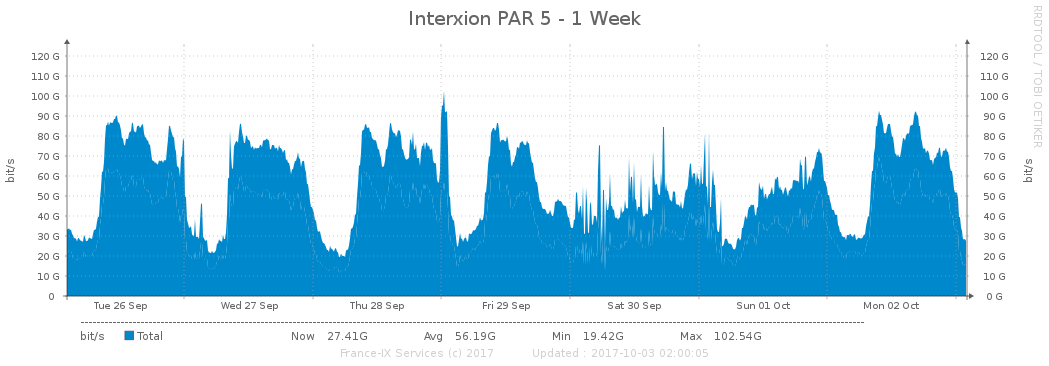 Interxion PAR 5 - 1 Week
RRDTOOL / TOBI OETIKER
bit/s
120 G 120 G
110 G 110 G
100 G 100 G
90 G 90 G
80 G 80 G
70 G 70 G
60 G 60 G
50 G 50 G
40 G 40 G
30 G 30 G
20 G 20 G
10 G 10 G
0 0 G
bit/s
Tue 26 Sep Wed 27 Sep Thu 28 Sep Fri 29 Sep Sat 30 Sep Sun 01 Oct Mon 02 Oct
bit/s Total Now 27.41G Avg 56.19G Min 19.42G Max 102.54G
France-IX Services (c) 2017 Updated : 2017-10-03 02:00:05